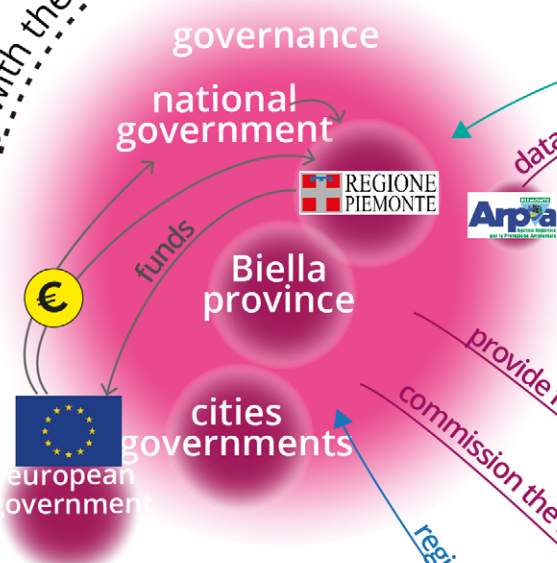 with the
governance
national
government
REGIONE
PIEMONTE
data
Arpa
funds
Biella
province
€
provide
cities
governments
commission the
european
government
regi